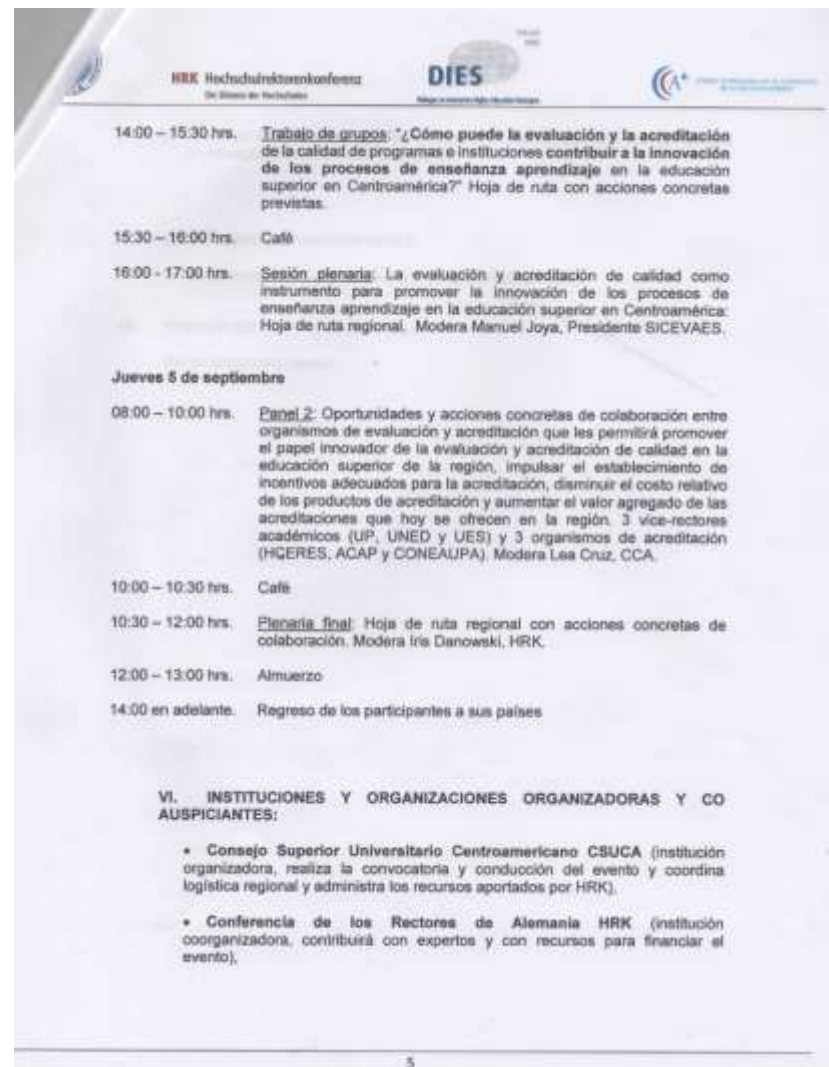 HRK Hochschulrektorenkonferenz
Die Stimme der Hochschulen
DIES
14:00 – 15:30 hrs. Trabajo de grupos: "¿Cómo puede la evaluación y la acreditación
de la calidad de programas e instituciones contribuir a la innovación
de los procesos de enseñanza aprendizaje en la educación
superior en Centroamérica?" Hoja de ruta con acciones concretas
previstas.
15:30 – 16:00 hrs. Café
16:00 - 17:00 hrs. Sesión plenaria: La evaluación y acreditación de calidad como
instrumento para promover la innovación de los procesos de
enseñanza aprendizaje en la educación superior en Centroamérica:
Hoja de ruta regional. Modera Manuel Joya, Presidente SICEVAES.
Jueves 5 de septiembre
08:00 – 10:00 hrs. Panel 2: Oportunidades y acciones concretas de colaboración entre
organismos de evaluación y acreditación que les permitirá promover
el papel innovador de la evaluación y acreditación de calidad en la
educación superior de la región, impulsar el establecimiento de
incentivos adecuados para la acreditación, disminuir el costo relativo
de los productos de acreditación y aumentar el valor agregado de las
acreditaciones que hoy se ofrecen en la región. 3 vice-rectores
académicos (UP, UNED y UES) y 3 organismos de acreditación
(HCERES, ACAP y CONEAUPA). Modera Lea Cruz, CCA.
10:00 – 10:30 hrs. Café
10:30 – 12:00 hrs. Plenaria final: Hoja de ruta regional con acciones concretas de
colaboración. Modera Iris Danowski, HRK.
12:00 – 13:00 hrs. Almuerzo
14:00 en adelante. Regreso de los participantes a sus países
VI. INSTITUCIONES Y ORGANIZACIONES ORGANIZADORAS Y CO
AUSPICIANTES:
• Consejo Superior Universitario Centroamericano CSUCA (institución
organizadora, realiza la convocatoria y conducción del evento y coordina
logística regional y administra los recursos aportados por HRK),
• Conferencia de los Rectores de Alemania HRK (institución
coorganizadora, contribuirá con expertos y con recursos para financiar el
evento),
5